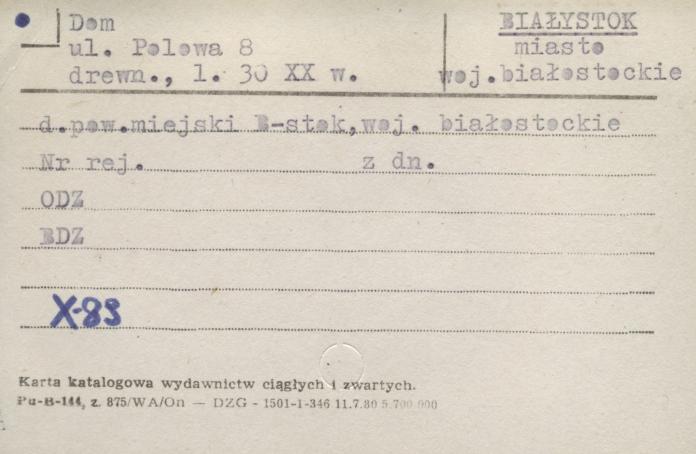 Dom
ul. Polowa 8
drewn., l. 30 XX w.
BIAŁYSTOK
miasto
woj.białostockie
d.pow.miejski B-stok,woj. białostockie
Nr rej. z dn.
ODZ
BDZ
X-83
Karta katalogowa wydawnictw ciągłych i zwartych.
Pu-B-144, z. 875/WA/On — DZG - 1501-1-346 11.7.80 5.700 000